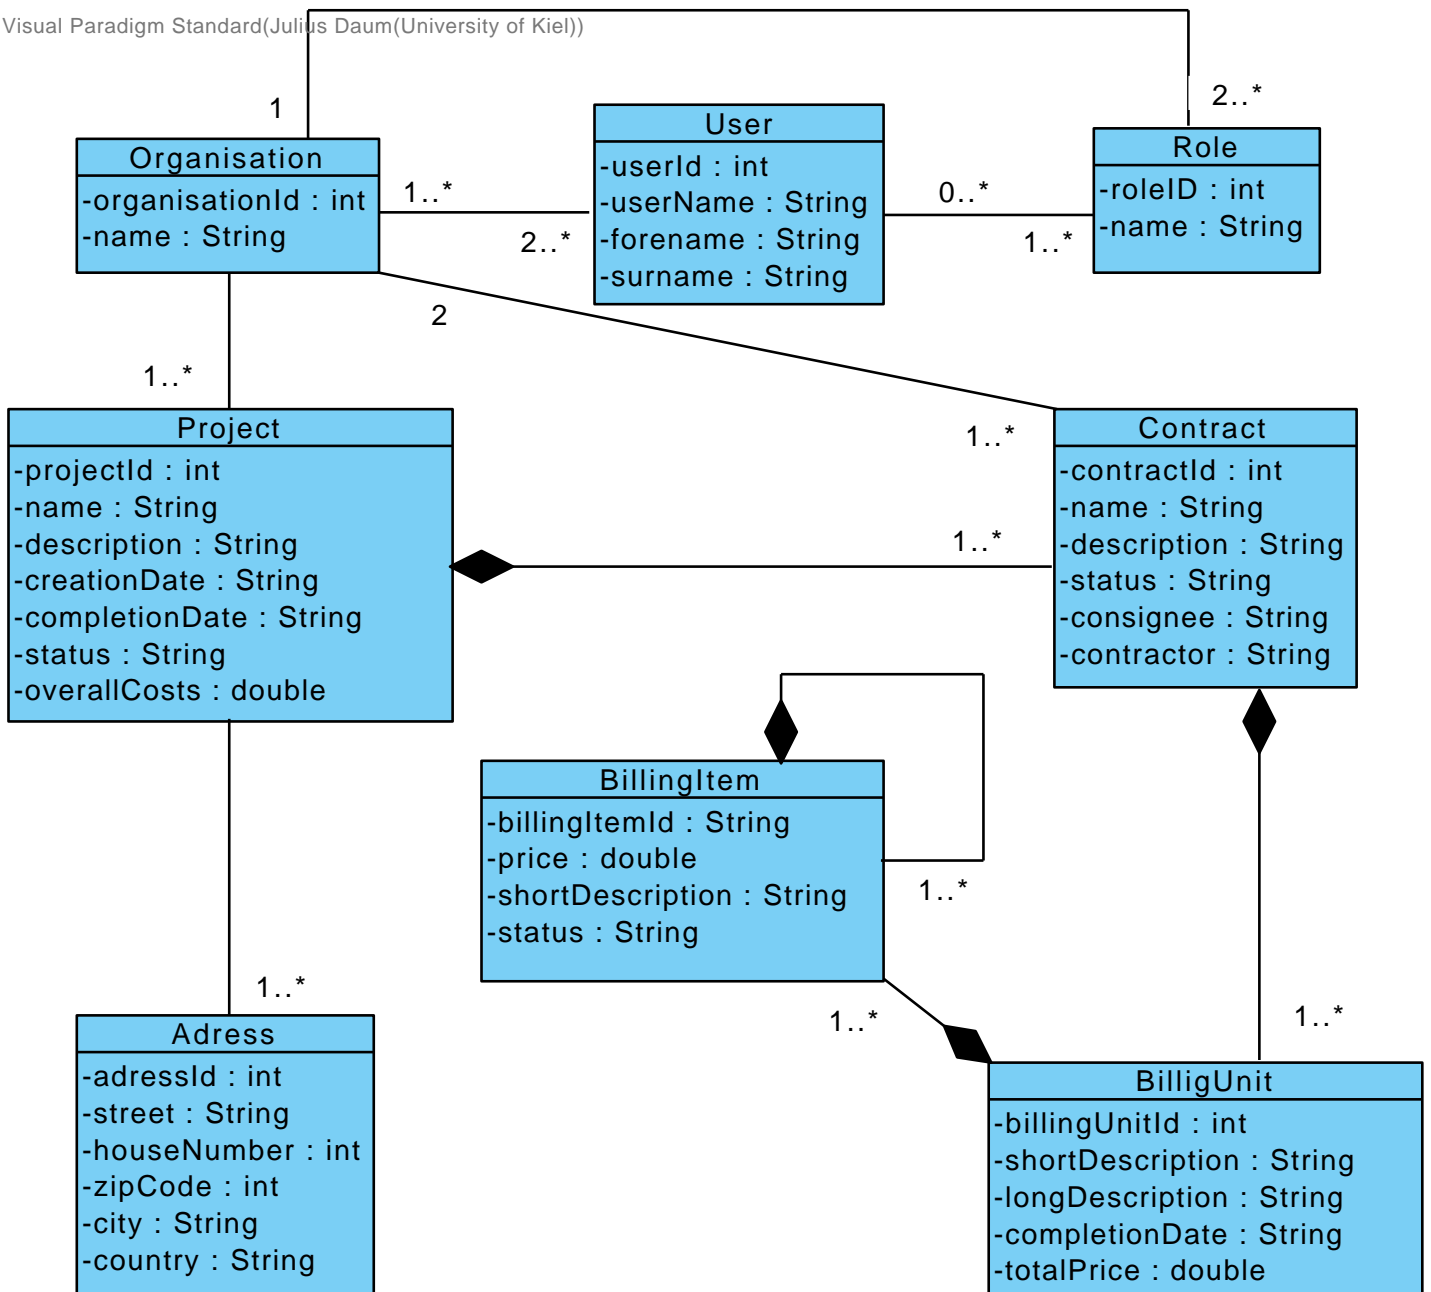 Visual Paradigm Standard(Julius Daum(University of Kiel))
1
2..*
Organisation
-organisationId : int
-name : String
1..*
2..*
User
-userId : int
-userName : String
-forename : String
-surname : String
0..*
1..*
Role
-roleID : int
-name : String
2
1..*
1..*
Project
-projectId : int
-name : String
-description : String
-creationDate : String
-completionDate : String
-status : String
-overallCosts : double
1..*
Contract
-contractId : int
-name : String
-description : String
-status : String
-consignee : String
-contractor : String
BillingItem
-billingItemId : String
-price : double
-shortDescription : String
-status : String
1..*
1..*
1..*
1..*
Adress
-adressId : int
-street : String
-houseNumber : int
-zipCode : int
-city : String
-country : String
BilligUnit
-billingUnitId : int
-shortDescription : String
-longDescription : String
-completionDate : String
-totalPrice : double